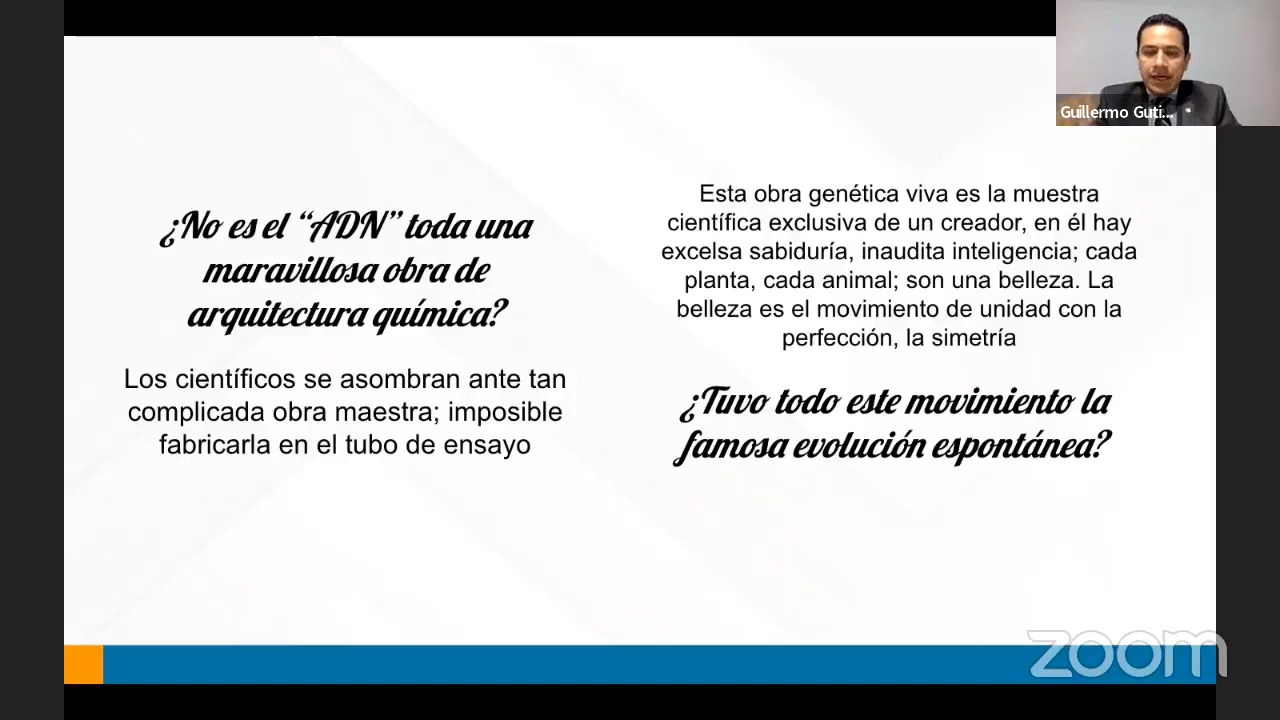 Guillermo Guti...
¿No es el “ADN” toda una
maravillosa obra de
arquitectura química?
Los científicos se asombran ante tan
complicada obra maestra; imposible
fabricarla en el tubo de ensayo
Esta obra genética viva es la muestra
científica exclusiva de un creador, en él hay
excelsa sabiduría, inaudita inteligencia; cada
planta, cada animal; son una belleza. La
belleza es el movimiento de unidad con la
perfección, la simetría
¿Tuvo todo este movimiento la
famosa evolución espontánea?
zoom